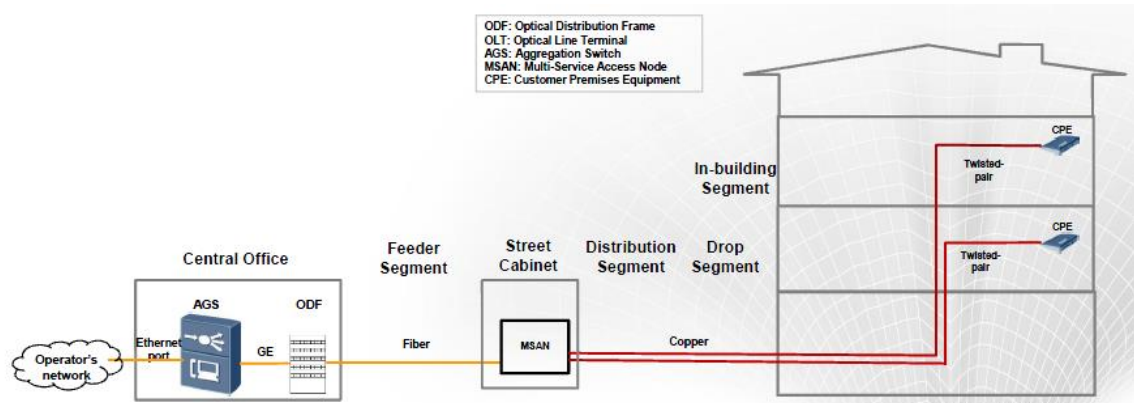 ODF: Optical Distribution Frame
OLT: Optical Line Terminal
AGS: Aggregation Switch
MSAN: Multi-Service Access Node
CPE: Customer Premises Equipment
CPE
Twisted-
pair
In-building
Segment
CPE
Twisted-
pair
Central Office
Feeder
Segment
Street
Cabinet
Distribution
Segment
Drop
Segment
AGS
ODF
Operator's
network
Ethernet
port
GE
Fiber
MSAN
Copper